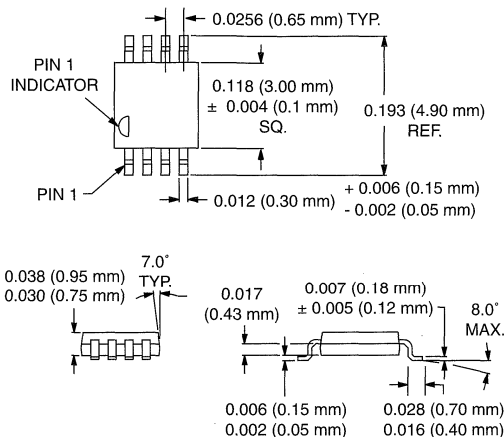 0.0256 (0.65 mm) TYP.
PIN 1
INDICATOR
0.118 (3.00 mm)
± 0.004 (0.1 mm)
SQ.
0.193 (4.90 mm)
REF.
PIN 1
0.012 (0.30 mm)
+ 0.006 (0.15 mm)
- 0.002 (0.05 mm)
0.038 (0.95 mm)
0.030 (0.75 mm)
7.0°
TYP.
0.017
(0.43 mm)
0.007 (0.18 mm)
± 0.005 (0.12 mm)
8.0°
MAX.
0.006 (0.15 mm)
0.002 (0.05 mm)
0.028 (0.70 mm)
0.016 (0.40 mm)